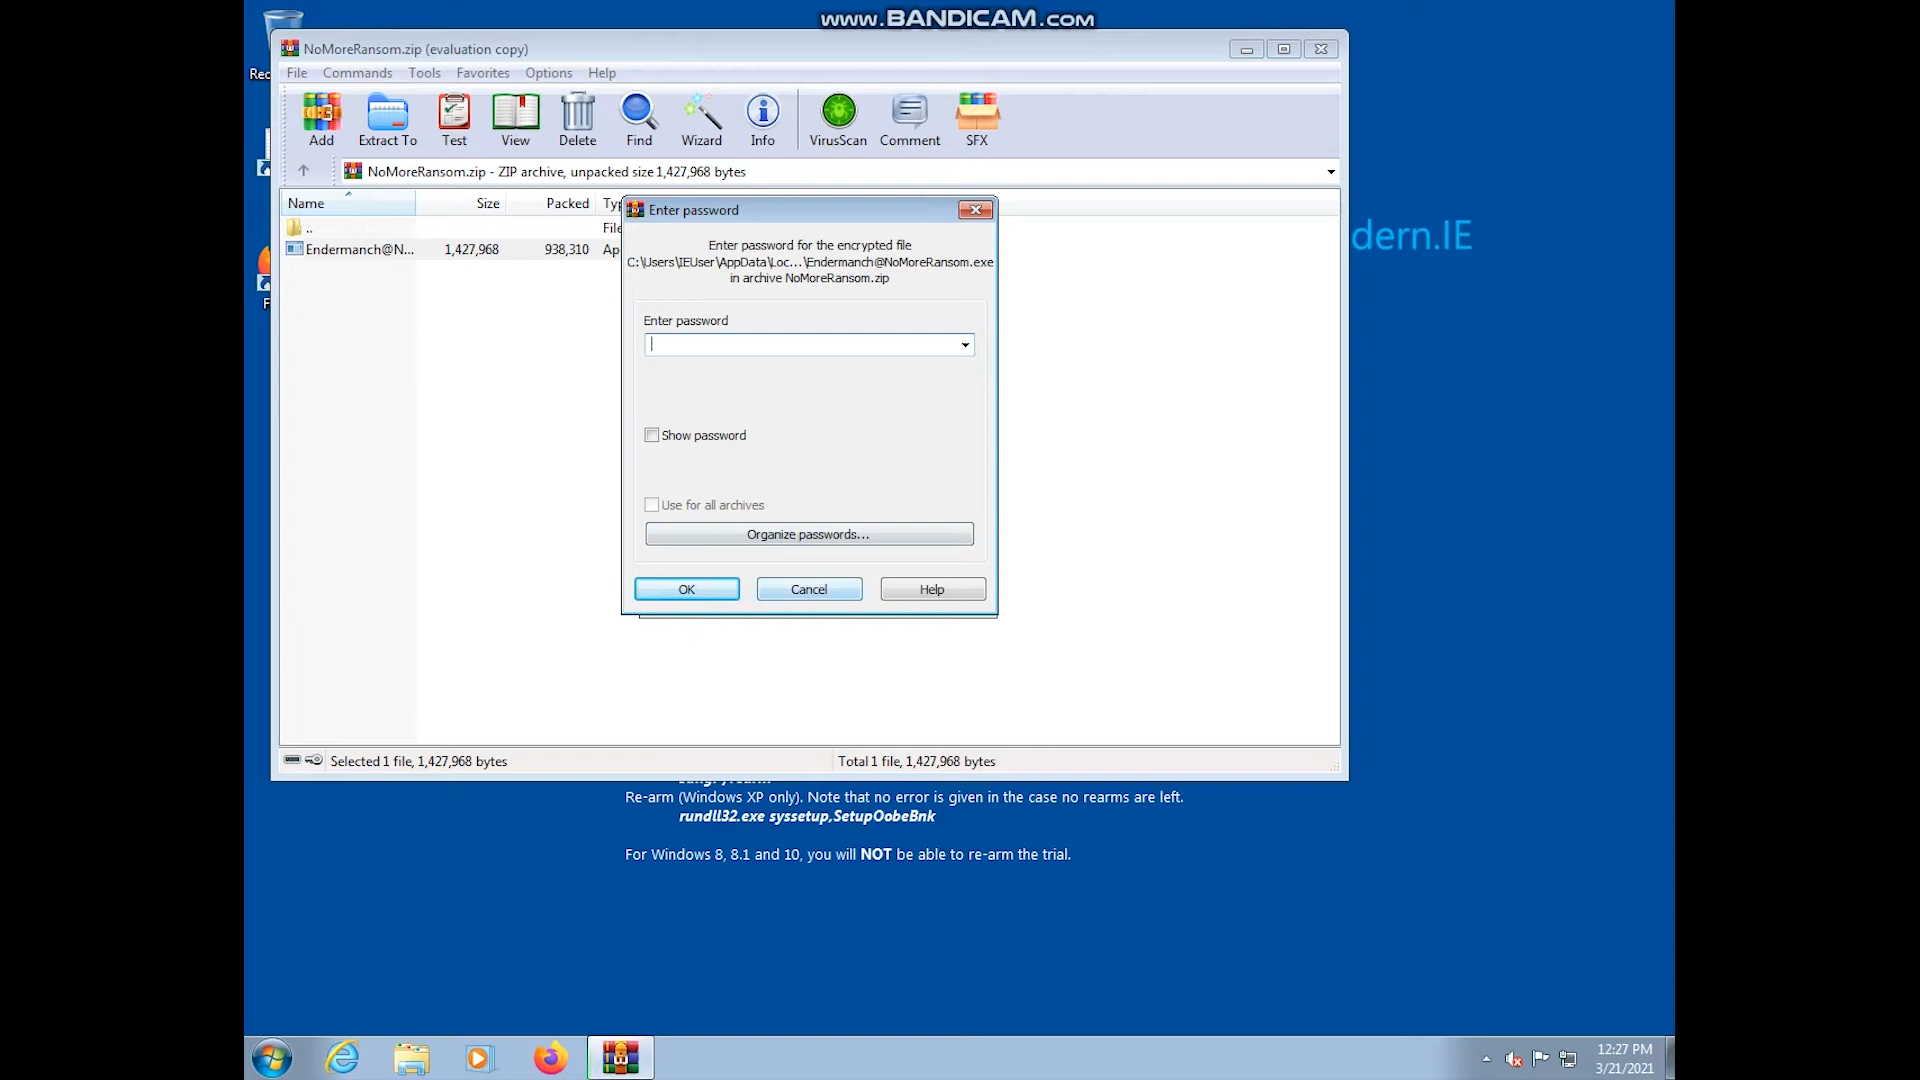 www.BANDICAM.com
NoMoreRansom.zip (evaluation copy)
File Commands Tools Favorites Options Help
Add Extract To Test View Delete Find Wizard Info VirusScan Comment SFX
NoMoreRansom.zip - ZIP archive, unpacked size 1,427,968 bytes
Name Size Packed
..
Endermanch@N... 1,427,968 938,310
Enter password
Enter password for the encrypted file
C:\Users\IEUser\AppData\Loc...\Endermanch@NoMoreRansom.exe
in archive NoMoreRansom.zip
Enter password
Show password
Use for all archives
Organize passwords...
OK Cancel Help
dern.IE
Selected 1 file, 1,427,968 bytes
Total 1 file, 1,427,968 bytes
Re-arm (Windows XP only). Note that no error is given in the case no rearms are left.
rundll32.exe syssetup,SetupOobeBnk
For Windows 8, 8.1 and 10, you will NOT be able to re-arm the trial.
12:27 PM
3/21/2021